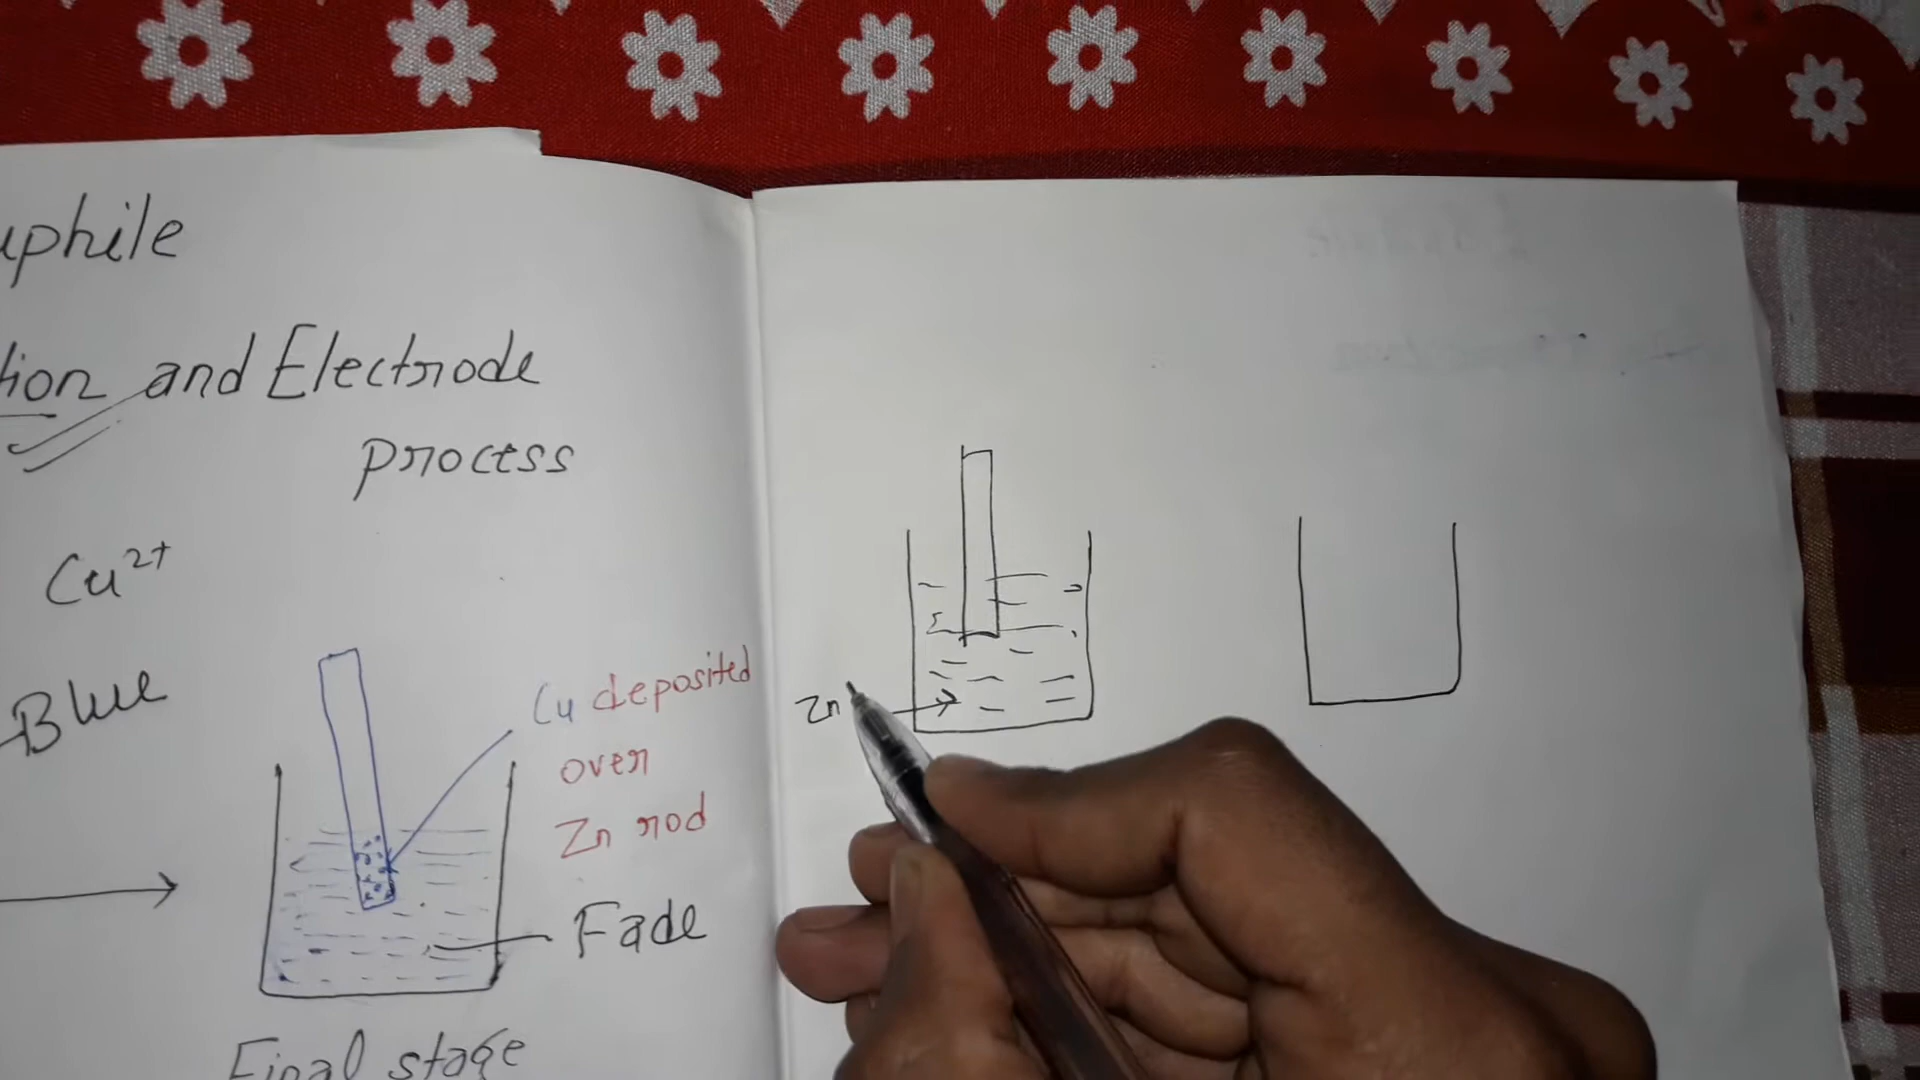 uphile
tion and Electrode
process
Cu²⁺
Blue
Cu deposited
over
Zn rod
Fade
Final stage
Zn